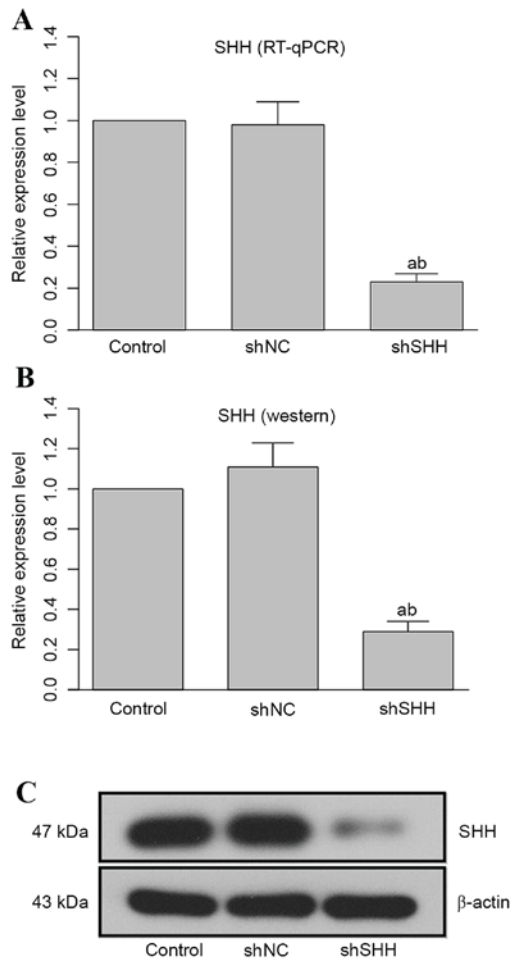 A
SHH (RT-qPCR)
Relative expression level
1.4
1.2
1.0
0.8
0.6
0.4
0.2
0.0
ab
Control shNC shSHH
B
SHH (western)
Relative expression level
1.4
1.2
1.0
0.8
0.6
0.4
0.2
0.0
ab
Control shNC shSHH
C
47 kDa SHH
43 kDa β-actin
Control shNC shSHH